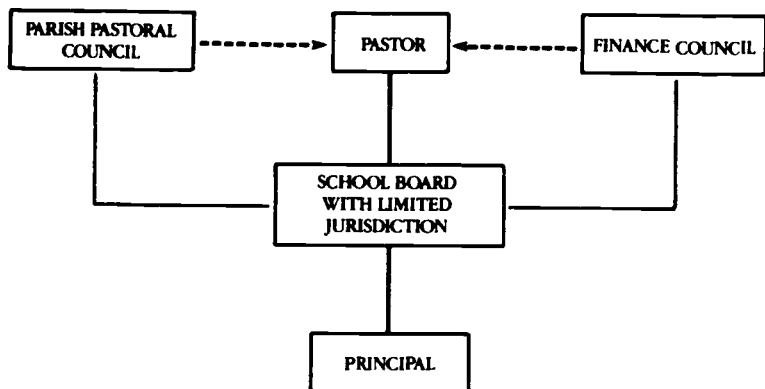 PARISH PASTORAL
COUNCIL
PASTOR
FINANCE COUNCIL
SCHOOL BOARD
WITH LIMITED
JURISDICTION
PRINCIPAL